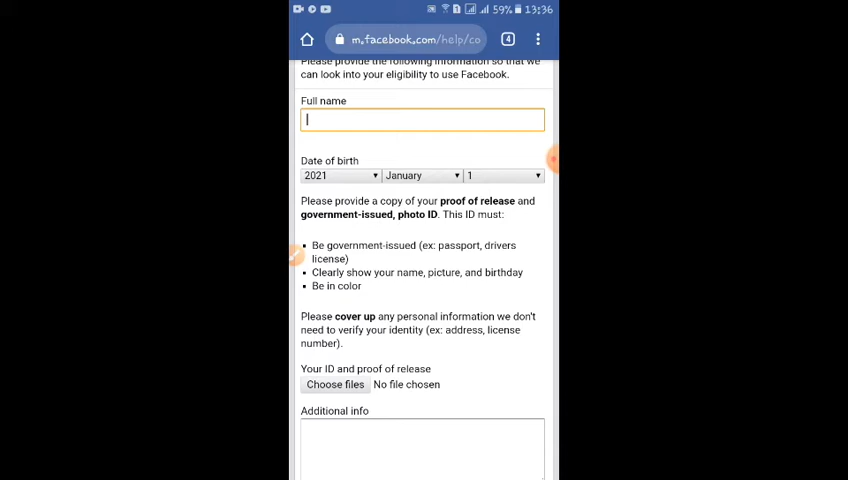 59% 13:36
m.facebook.com/help/co 4
Please provide the following information so that we
can look into your eligibility to use Facebook.
Full name
Date of birth
2021 January 1
Please provide a copy of your proof of release and
government-issued, photo ID. This ID must:
Be government-issued (ex: passport, drivers
license)
Clearly show your name, picture, and birthday
Be in color
Please cover up any personal information we don't
need to verify your identity (ex: address, license
number).
Your ID and proof of release
Choose files No file chosen
Additional info